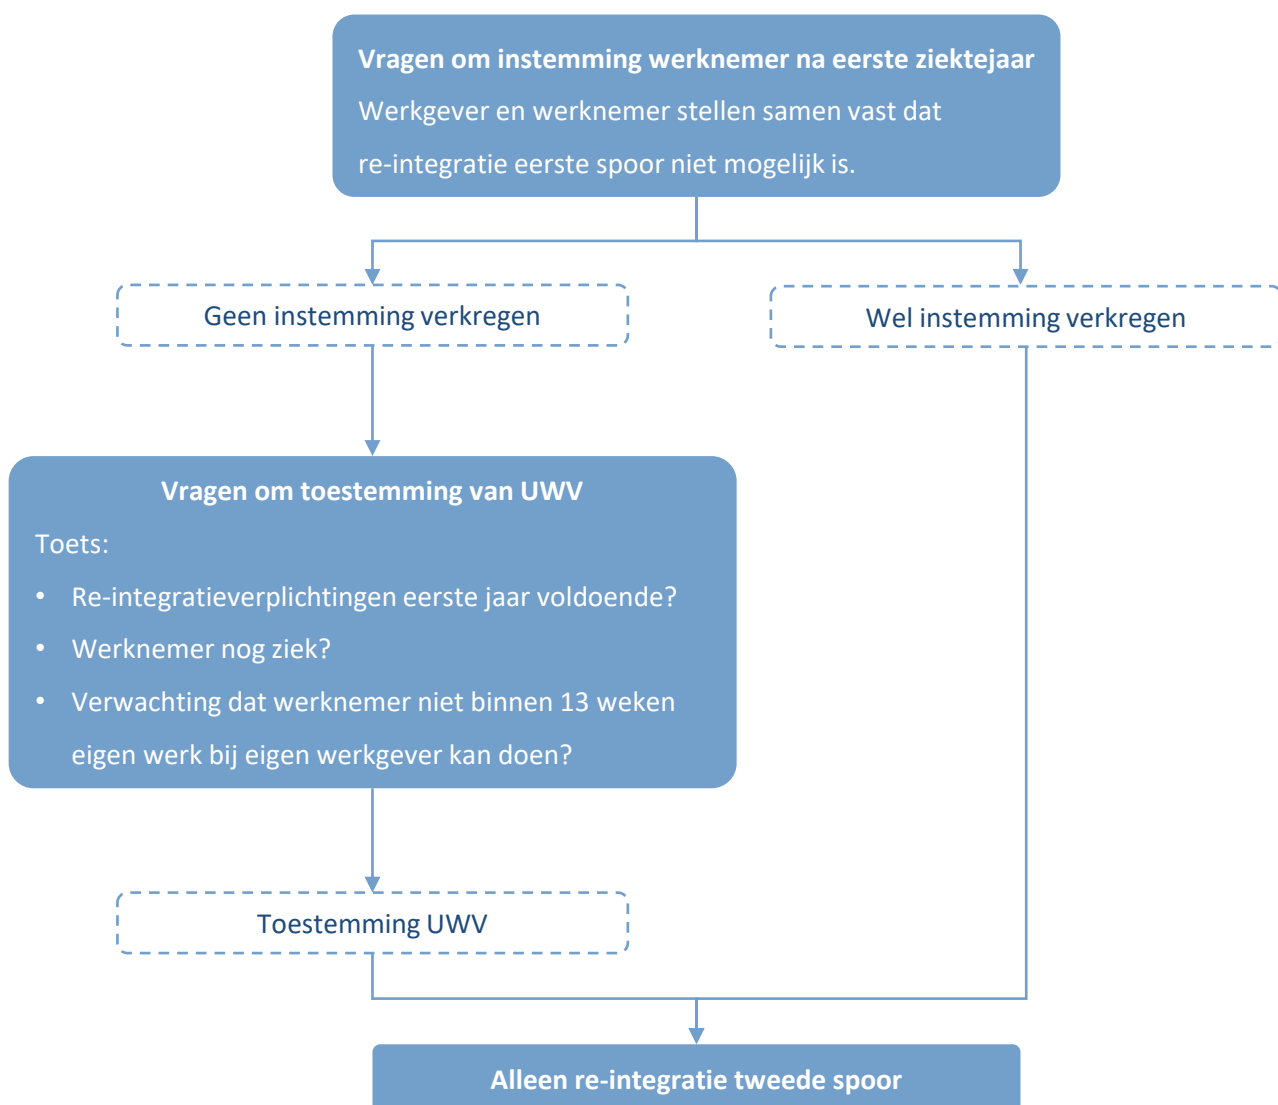 Vragen om instemming werknemer na eerste ziektejaar
Werkgever en werknemer stellen samen vast dat
re-integratie eerste spoor niet mogelijk is.
Geen instemming verkregen
Wel instemming verkregen
Vragen om toestemming van UWV
Toets:
• Re-integratieverplichtingen eerste jaar voldoende?
• Werknemer nog ziek?
• Verwachting dat werknemer niet binnen 13 weken
eigen werk bij eigen werkgever kan doen?
Toestemming UWV
Alleen re-integratie tweede spoor